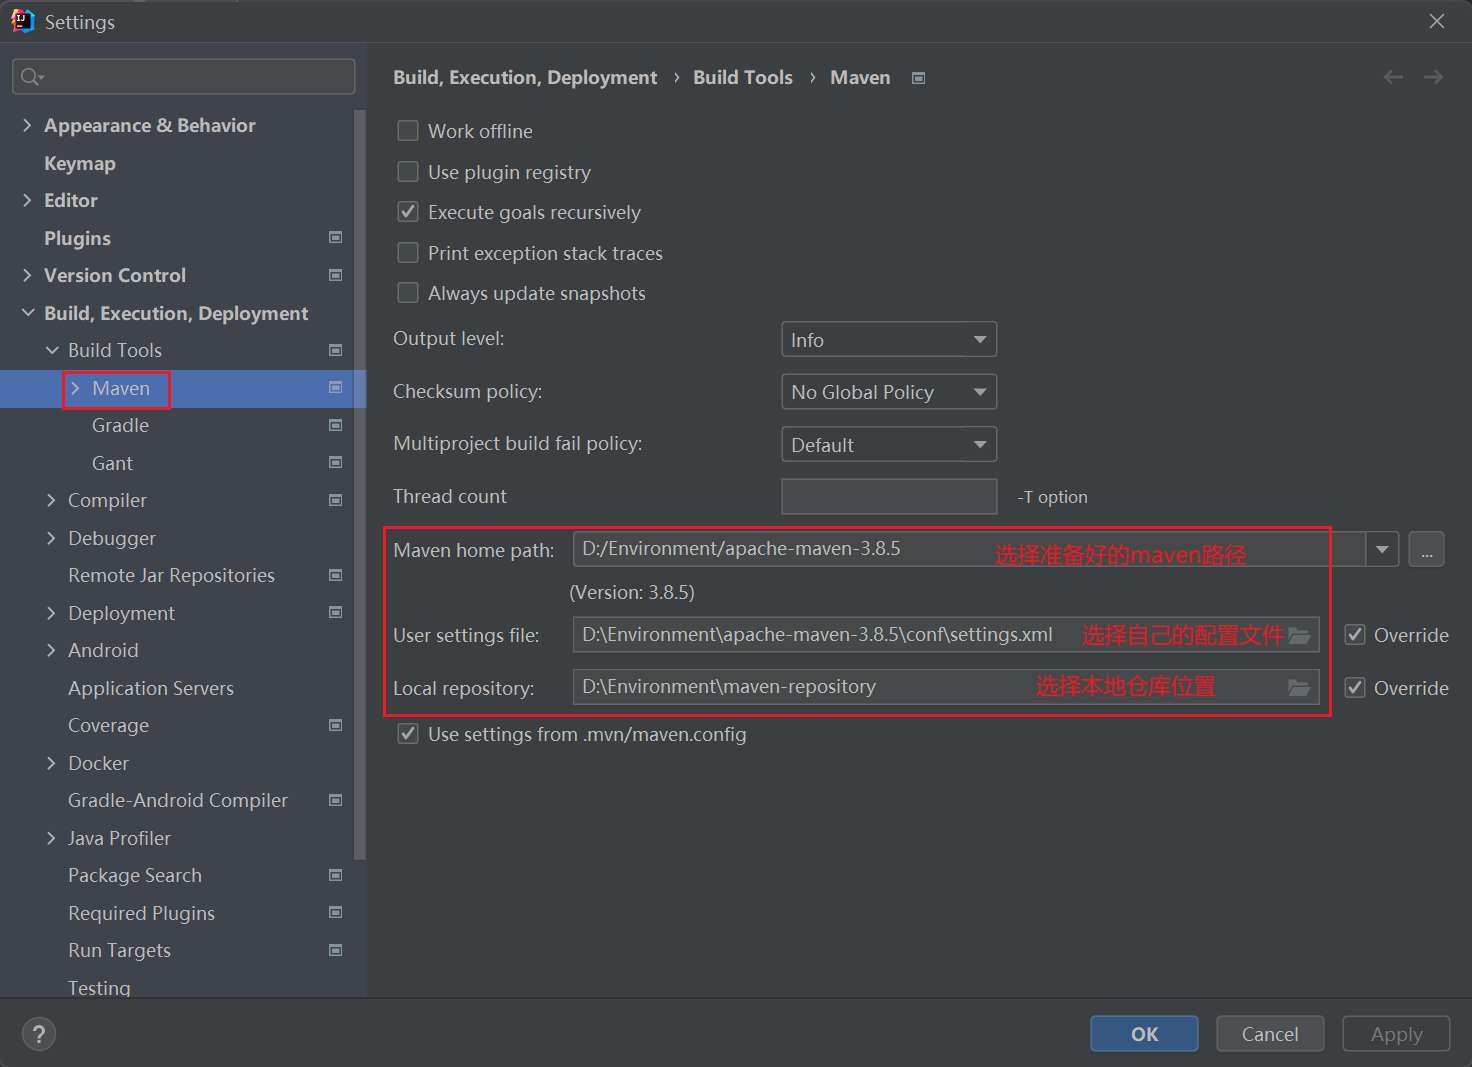 Settings
Build, Execution, Deployment › Build Tools › Maven
Appearance & Behavior
Keymap
Editor
Plugins
Version Control
Build, Execution, Deployment
Build Tools
Maven
Gradle
Gant
Compiler
Debugger
Remote Jar Repositories
Deployment
Android
Application Servers
Coverage
Docker
Gradle-Android Compiler
Java Profiler
Package Search
Required Plugins
Run Targets
Testing
Work offline
Use plugin registry
Execute goals recursively
Print exception stack traces
Always update snapshots
Output level: Info
Checksum policy: No Global Policy
Multiproject build fail policy: Default
Thread count -T option
Maven home path: D:/Environment/apache-maven-3.8.5 选择准备好的maven路径 ...
(Version: 3.8.5)
User settings file: D:\Environment\apache-maven-3.8.5\conf\settings.xml 选择自己的配置文件 Override
Local repository: D:\Environment\maven-repository 选择本地仓库位置 Override
Use settings from .mvn/maven.config
? OK Cancel Apply